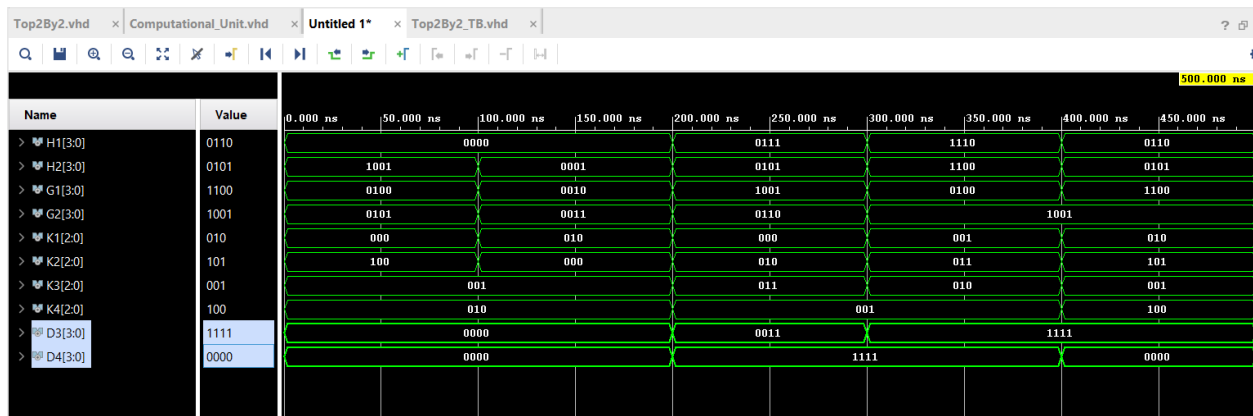 Top2By2.vhd × Computational_Unit.vhd × Untitled 1* × Top2By2_TB.vhd ×
?
500.000 ns
Name Value 0.000 ns 50.000 ns 100.000 ns 150.000 ns 200.000 ns 250.000 ns 300.000 ns 350.000 ns 400.000 ns 450.000 ns
H1[3:0] 0110 0000 0111 1110 0110
H2[3:0] 0101 1001 0001 0101 1100 0101
G1[3:0] 1100 0100 0010 1001 0100 1100
G2[3:0] 1001 0101 0011 0110 1001
K1[2:0] 010 000 010 000 001 010
K2[2:0] 101 100 000 010 011 101
K3[2:0] 001 001 011 010 001
K4[2:0] 100 010 001 100
D3[3:0] 1111 0000 0011 1111
D4[3:0] 0000 0000 1111 0000